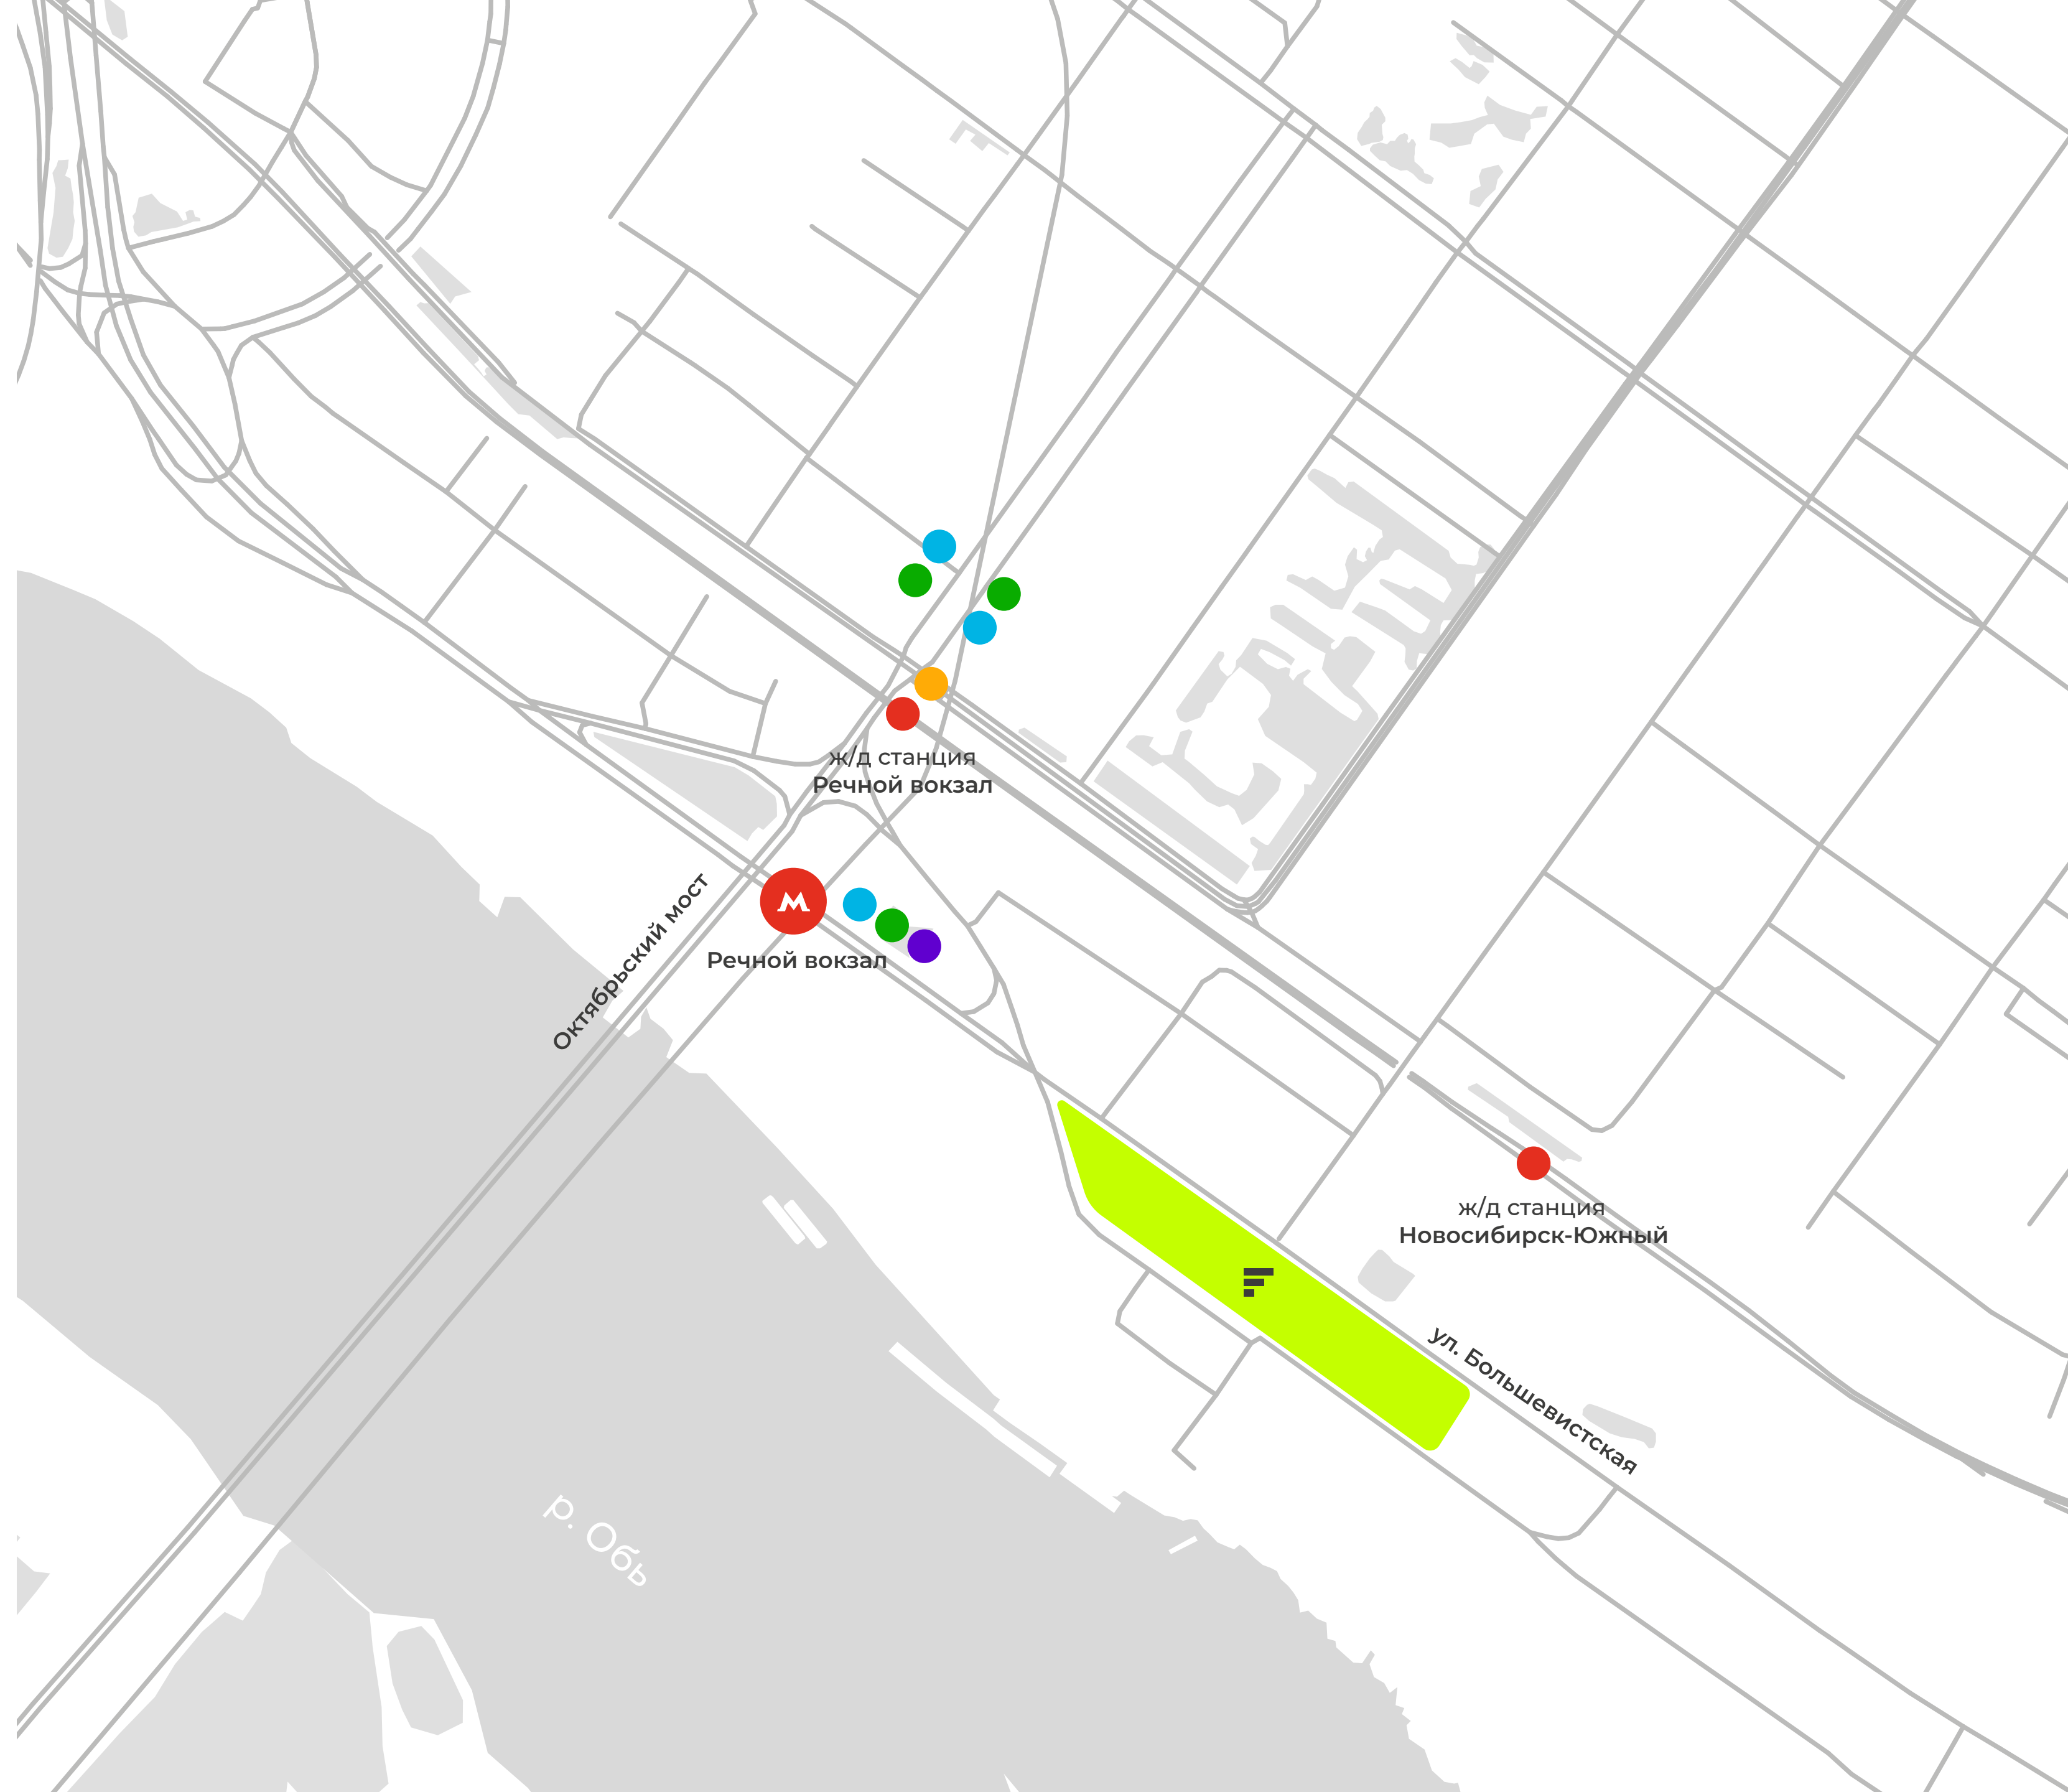 ж/д станция
Речной вокзал
Октябрьский мост
М
Речной вокзал
ж/д станция
Новосибирск-Южный
ул. Большевистская
р. Обь